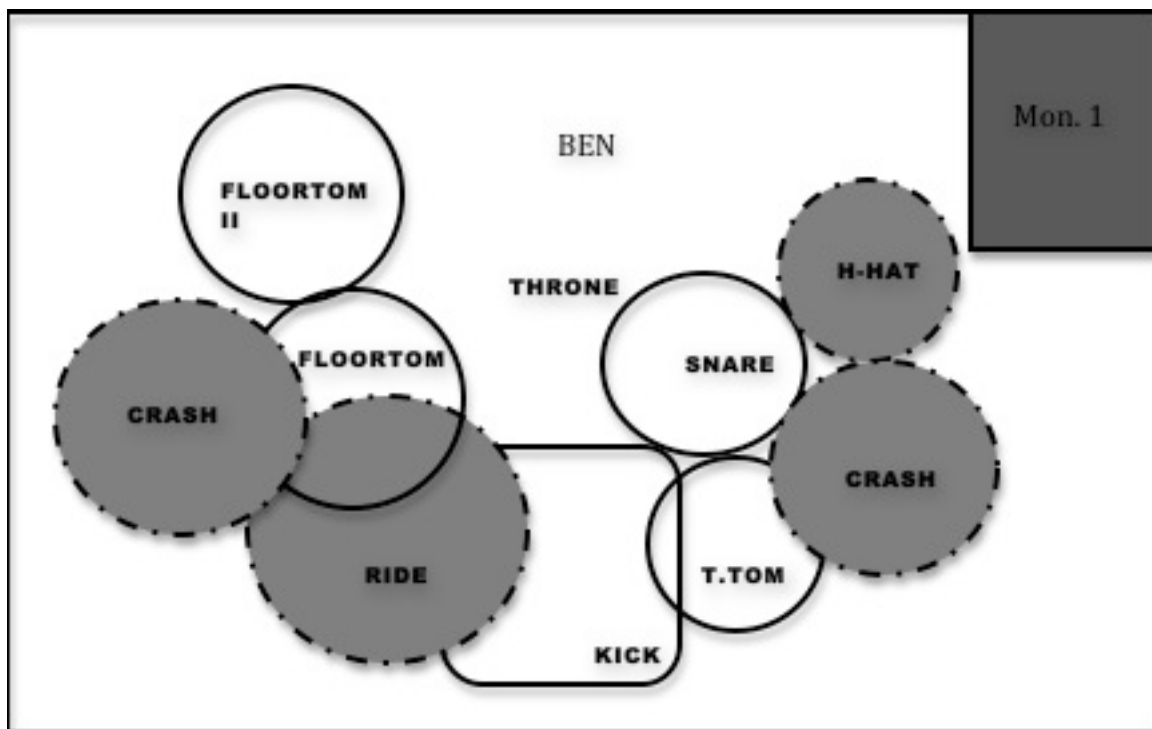 Mon. 1
BEN
FLOORTOM
II
H-HAT
THRONE
FLOORTOM
SNARE
CRASH
CRASH
RIDE
T.TOM
KICK